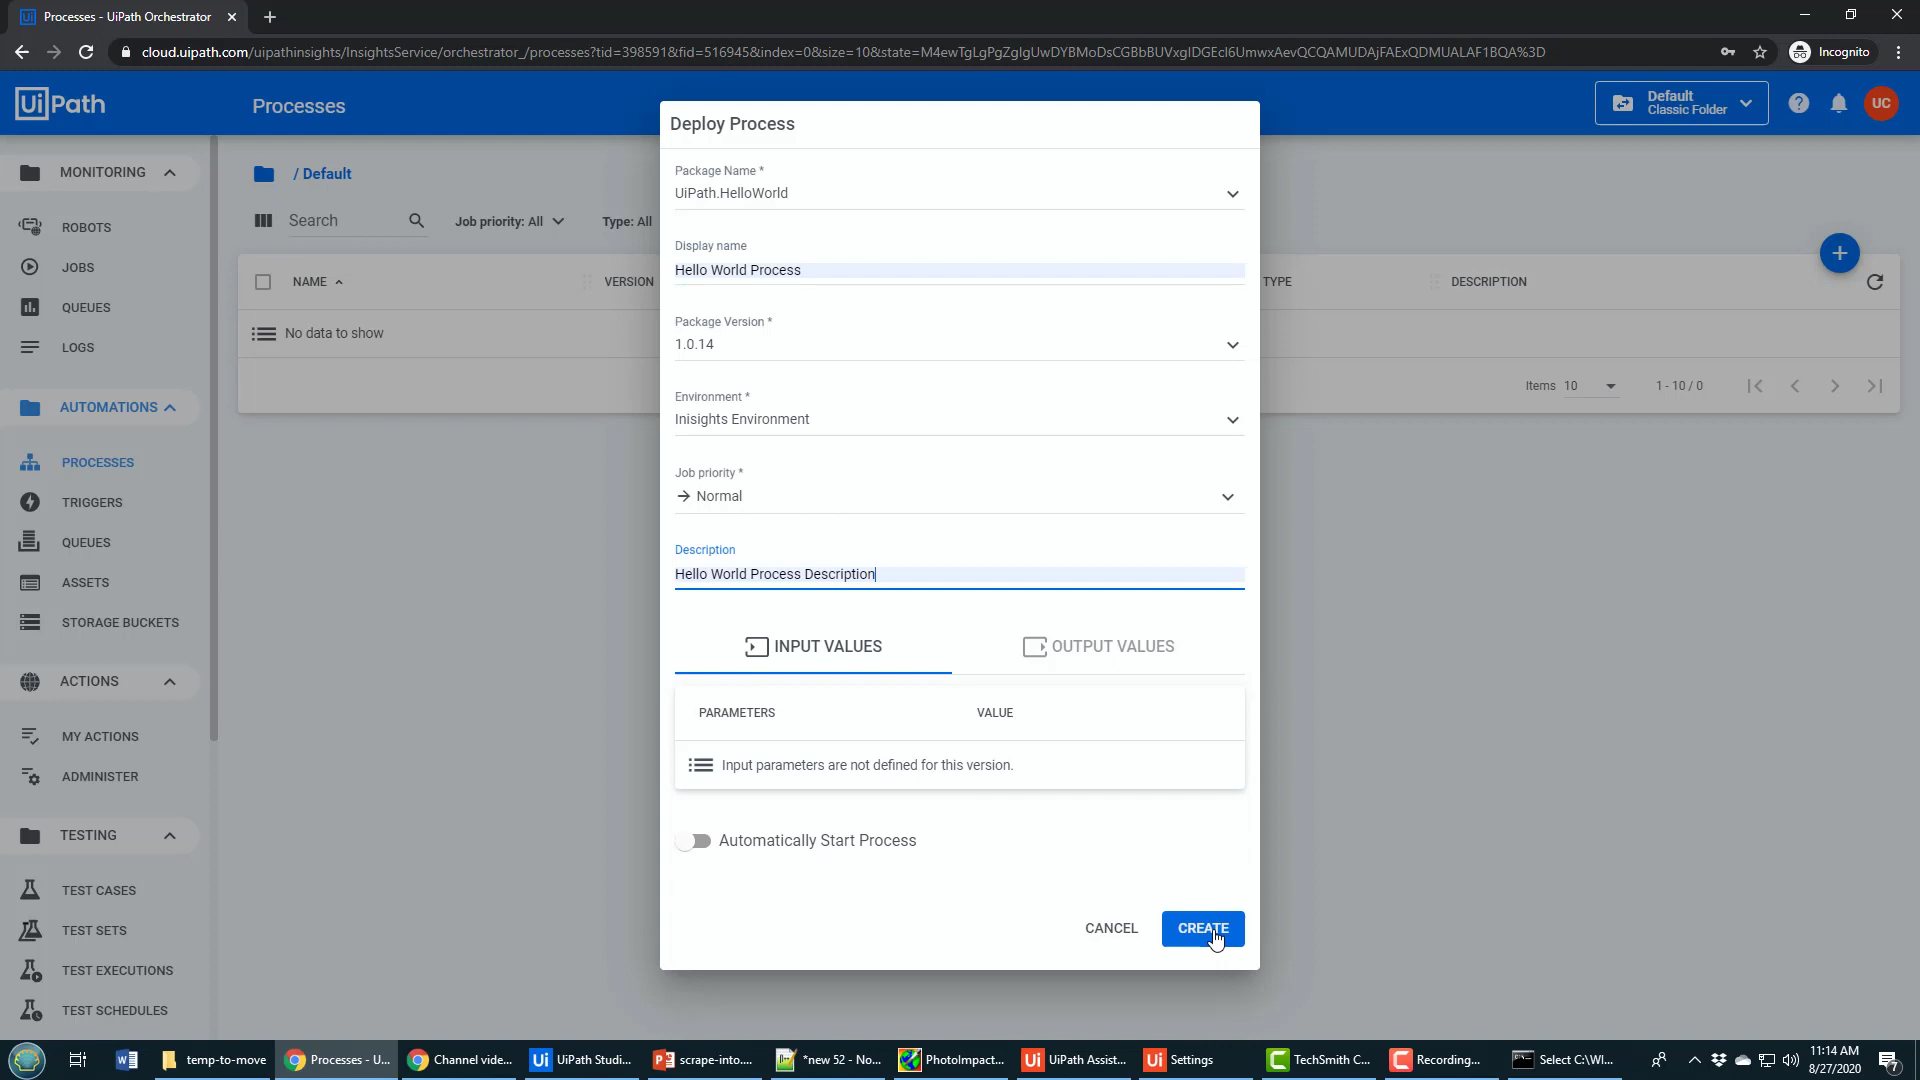 Processes - UiPath Orchestrator
cloud.uipath.com/uipathinsights/InsightsService/orchestrator_/processes?tid=398591&fid=516945&index=0&size=10&state=M4ewTgLgPgZglgUwDYBMoDsCGBbBUVxgIDGEcl6UmwxAevQCQAMUDAjFAExQDMUALAF1BQA%3D
Incognito
UiPath
Processes
Default
Classic Folder
UC
MONITORING
ROBOTS
JOBS
QUEUES
LOGS
AUTOMATIONS
PROCESSES
TRIGGERS
QUEUES
ASSETS
STORAGE BUCKETS
ACTIONS
MY ACTIONS
ADMINISTER
TESTING
TEST CASES
TEST SETS
TEST EXECUTIONS
TEST SCHEDULES
/ Default
Search
Job priority: All
Type: All
NAME
VERSION
TYPE
DESCRIPTION
No data to show
Items 10
1 - 10 / 0
Deploy Process
Package Name *
UiPath.HelloWorld
Display name
Hello World Process
Package Version *
1.0.14
Environment *
Inisights Environment
Job priority *
Normal
Description
Hello World Process Description
INPUT VALUES
OUTPUT VALUES
PARAMETERS
VALUE
Input parameters are not defined for this version.
Automatically Start Process
CANCEL
CREATE
temp-to-move
Processes - U...
Channel vide...
UiPath Studi...
scrape-into....
*new 52 - No...
PhotoImpact...
UiPath Assist...
Settings
TechSmith C...
Recording...
Select C:\WI...
11:14 AM
8/27/2020
7